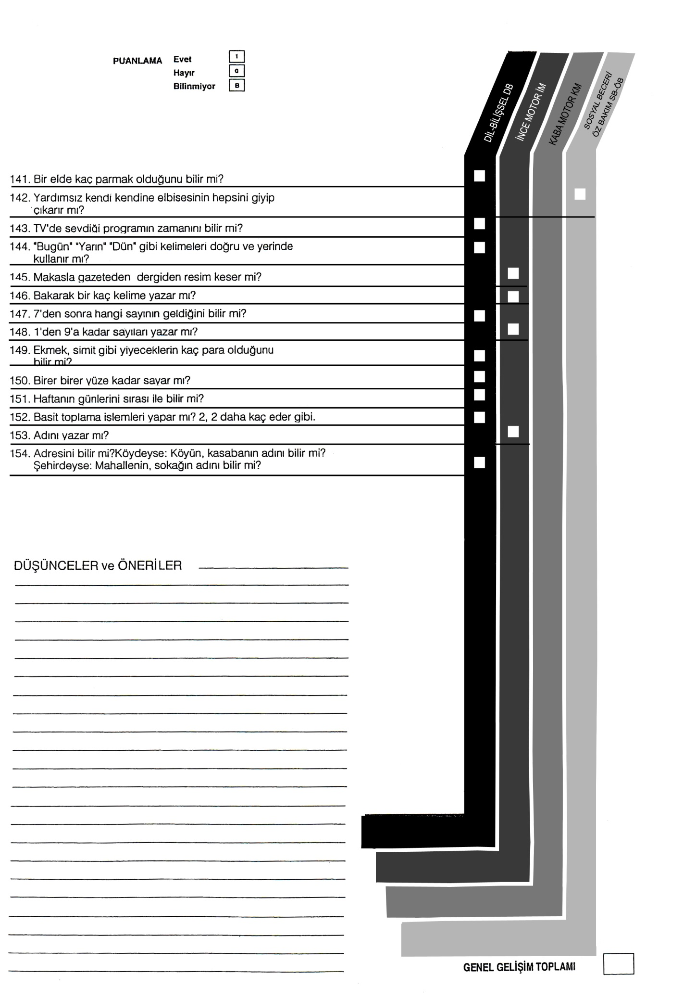 PUANLAMA Evet 1
Hayır 0
Bilinmiyor B
DİL-BİLİŞSEL DB
İNCE MOTOR İM
KABA MOTOR KM
SOSYAL BECERİ
ÖZ BAKIM SB-ÖB
141. Bir elde kaç parmak olduğunu bilir mi?
142. Yardımsız kendi kendine elbisesinin hepsini giyip
çıkarır mı?
143. TV'de sevdiği programın zamanını bilir mi?
144. "Bugün" "Yarın" "Dün" gibi kelimeleri doğru ve yerinde
kullanır mı?
145. Makasla gazeteden dergiden resim keser mi?
146. Bakarak bir kaç kelime yazar mı?
147. 7'den sonra hangi sayının geldiğini bilir mi?
148. 1'den 9'a kadar sayıları yazar mı?
149. Ekmek, simit gibi yiyeceklerin kaç para olduğunu
bilir mi?
150. Birer birer yüze kadar sayar mı?
151. Haftanın günlerini sırası ile bilir mi?
152. Basit toplama islemleri yapar mı? 2, 2 daha kaç eder gibi.
153. Adını yazar mı?
154. Adresini bilir mi?Köydeyse: Köyün, kasabanın adını bilir mi?
Şehirdeyse: Mahallenin, sokağın adını bilir mi?
DÜŞÜNCELER ve ÖNERİLER
GENEL GELİŞİM TOPLAMI